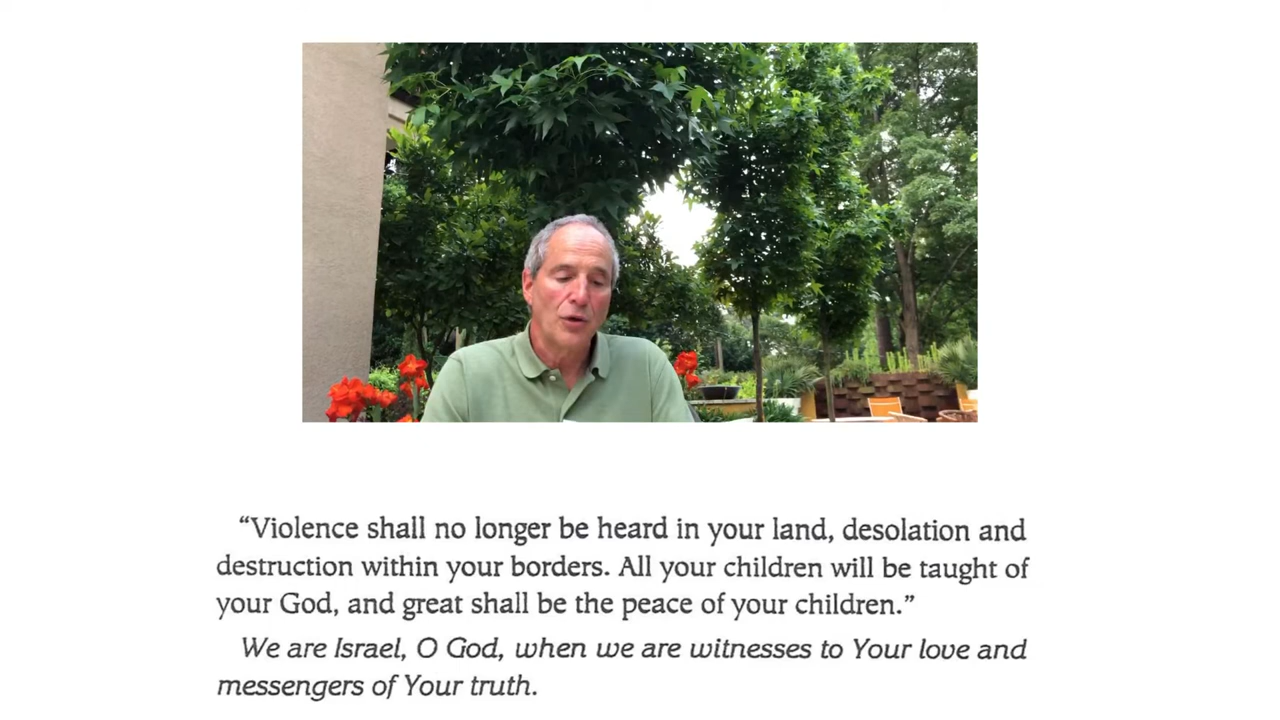 “Violence shall no longer be heard in your land, desolation and
destruction within your borders. All your children will be taught of
your God, and great shall be the peace of your children.”
We are Israel, O God, when we are witnesses to Your love and
messengers of Your truth.